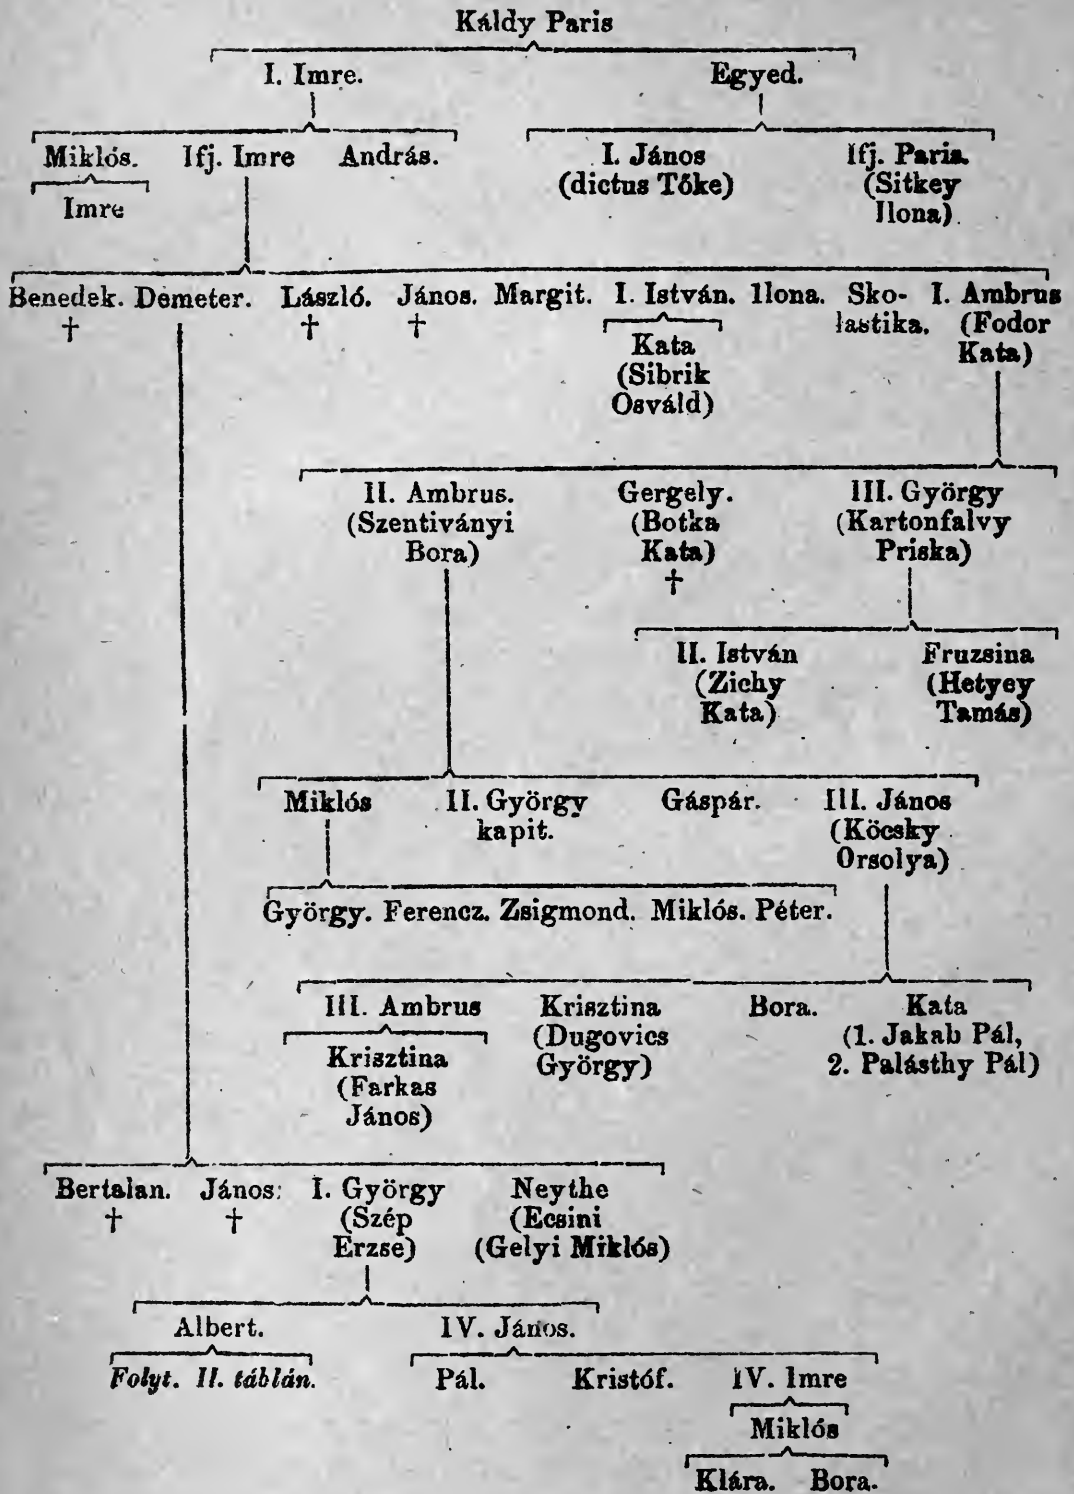 Káldy Paris
I. Imre. Egyed.
Miklós. Ifj. Imre András. I. János Ifj. Paris.
(dictus Tőke) (Sitkey
Imre Ilona).
Benedek. Demeter. László. János. Margit. I. István. Ilona. Sko- I. Ambrus
† † † lastika. (Fodor
Kata Kata)
(Sibrik
Osváld)
II. Ambrus. Gergely. III. György
(Szentiványi (Botka (Kartonfalvy
Bora) Kata) Priska)
†
II. István Fruzsina
(Zichy (Hetyey
Kata) Tamás)
Miklós II. György Gáspár. III. János
kapit. (Köcsky
Orsolya)
György. Ferencz. Zsigmond. Miklós. Péter.
III. Ambrus Krisztina Bora. Kata
(Dugovics (1. Jakab Pál,
Krisztina György) 2. Palásthy Pál)
(Farkas
János)
Bertalan. János: I. György Neythe
† † (Szép (Ecsini
Erzse) (Gelyi Miklós)
Albert. IV. János.
Folyt. II. táblán. Pál. Kristóf. IV. Imre
Miklós
Klára. Bora.